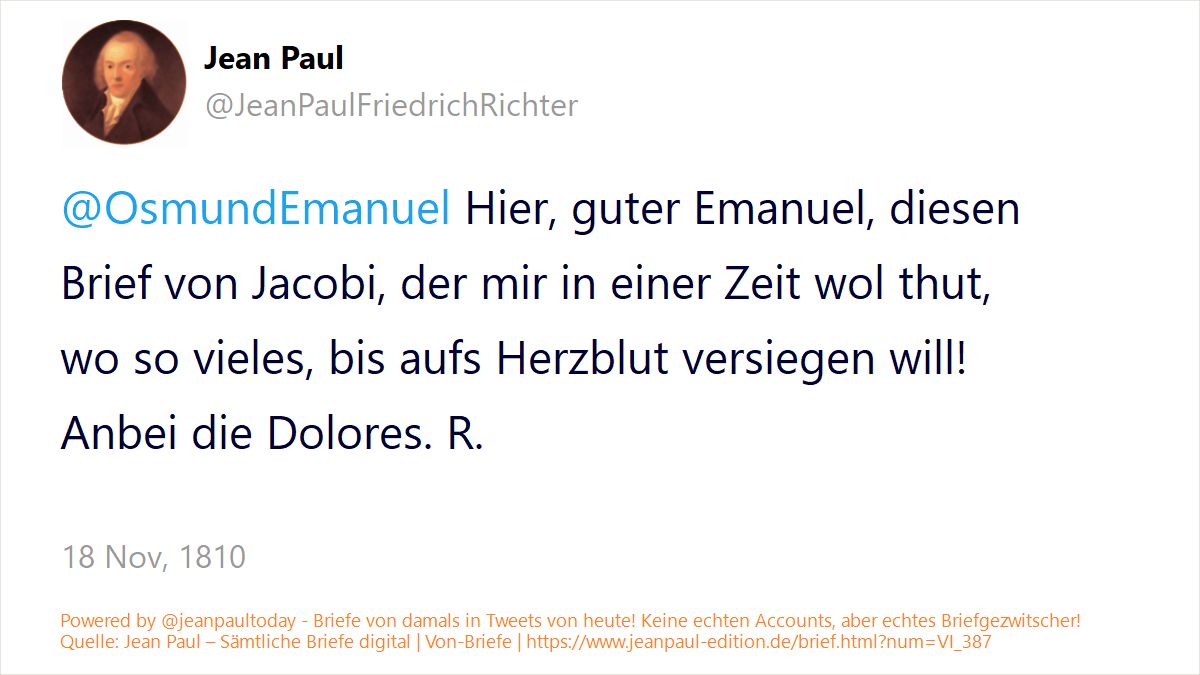 Jean Paul
@JeanPaulFriedrichRichter
@OsmundEmanuel Hier, guter Emanuel, diesen
Brief von Jacobi, der mir in einer Zeit wol thut,
wo so vieles, bis aufs Herzblut versiegen will!
Anbei die Dolores. R.
18 Nov, 1810
Powered by @jeanpaultoday - Briefe von damals in Tweets von heute! Keine echten Accounts, aber echtes Briefgezwitscher!
Quelle: Jean Paul – Sämtliche Briefe digital | Von-Briefe | https://www.jeanpaul-edition.de/brief.html?num=VI_387